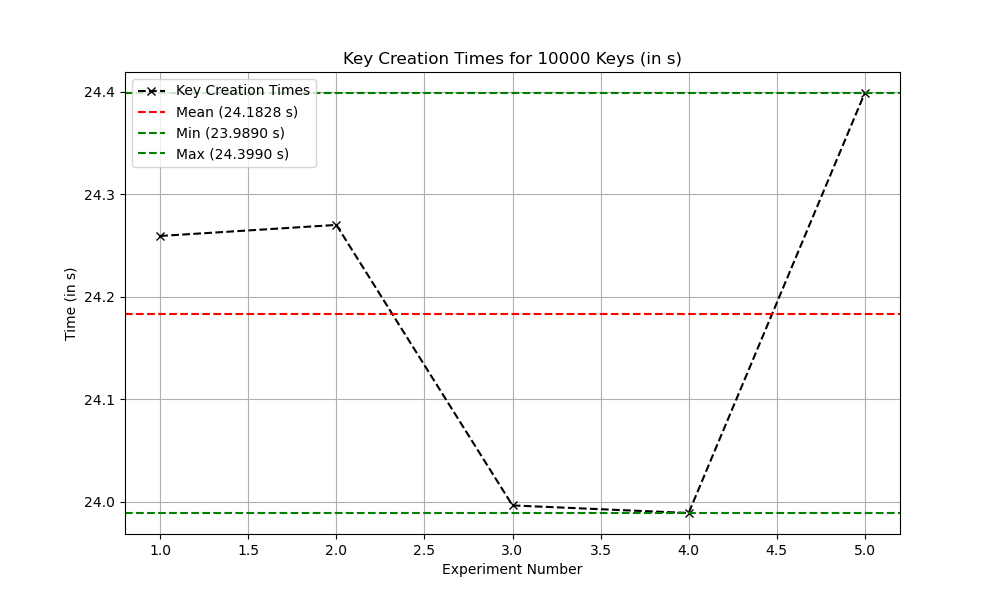 Key Creation Times for 10000 Keys (in s)
Key Creation Times
Mean (24.1828 s)
Min (23.9890 s)
Max (24.3990 s)
24.4
24.3
24.2
24.1
24.0
Time (in s)
1.0 1.5 2.0 2.5 3.0 3.5 4.0 4.5 5.0
Experiment Number